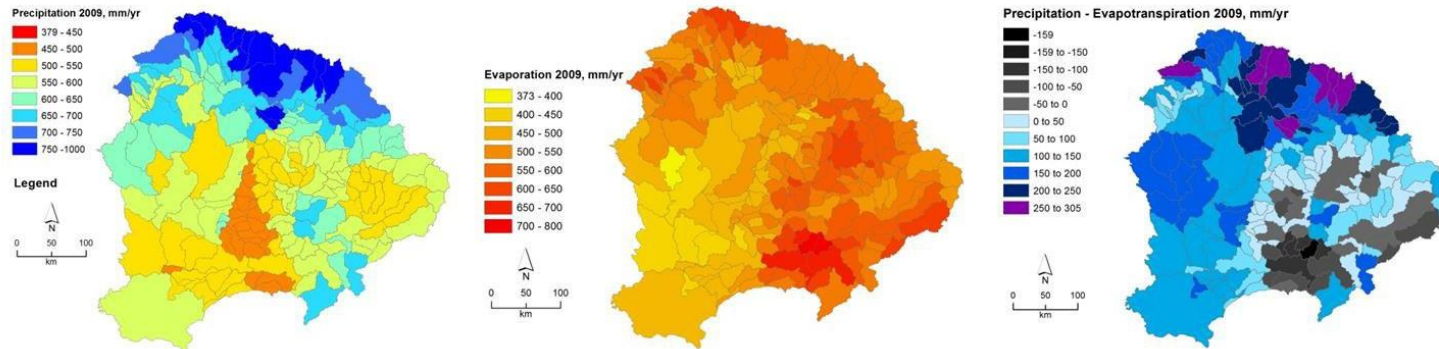 Precipitation 2009, mm/yr
379 - 450
450 - 500
500 - 550
550 - 600
600 - 650
650 - 700
700 - 750
750 -1000
Legend
N
0 50 100
km
Evaporation 2009, mm/yr
373 - 400
400 - 450
450 - 500
500 - 550
550 - 600
600 - 650
650 - 700
700 - 800
N
0 50 100
km
Precipitation - Evapotranspiration 2009, mm/yr
-159
-159 to -150
-150 to -100
-100 to -50
-50 to 0
0 to 50
50 to 100
100 to 150
150 to 200
200 to 250
250 to 305
N
0 50 100
km